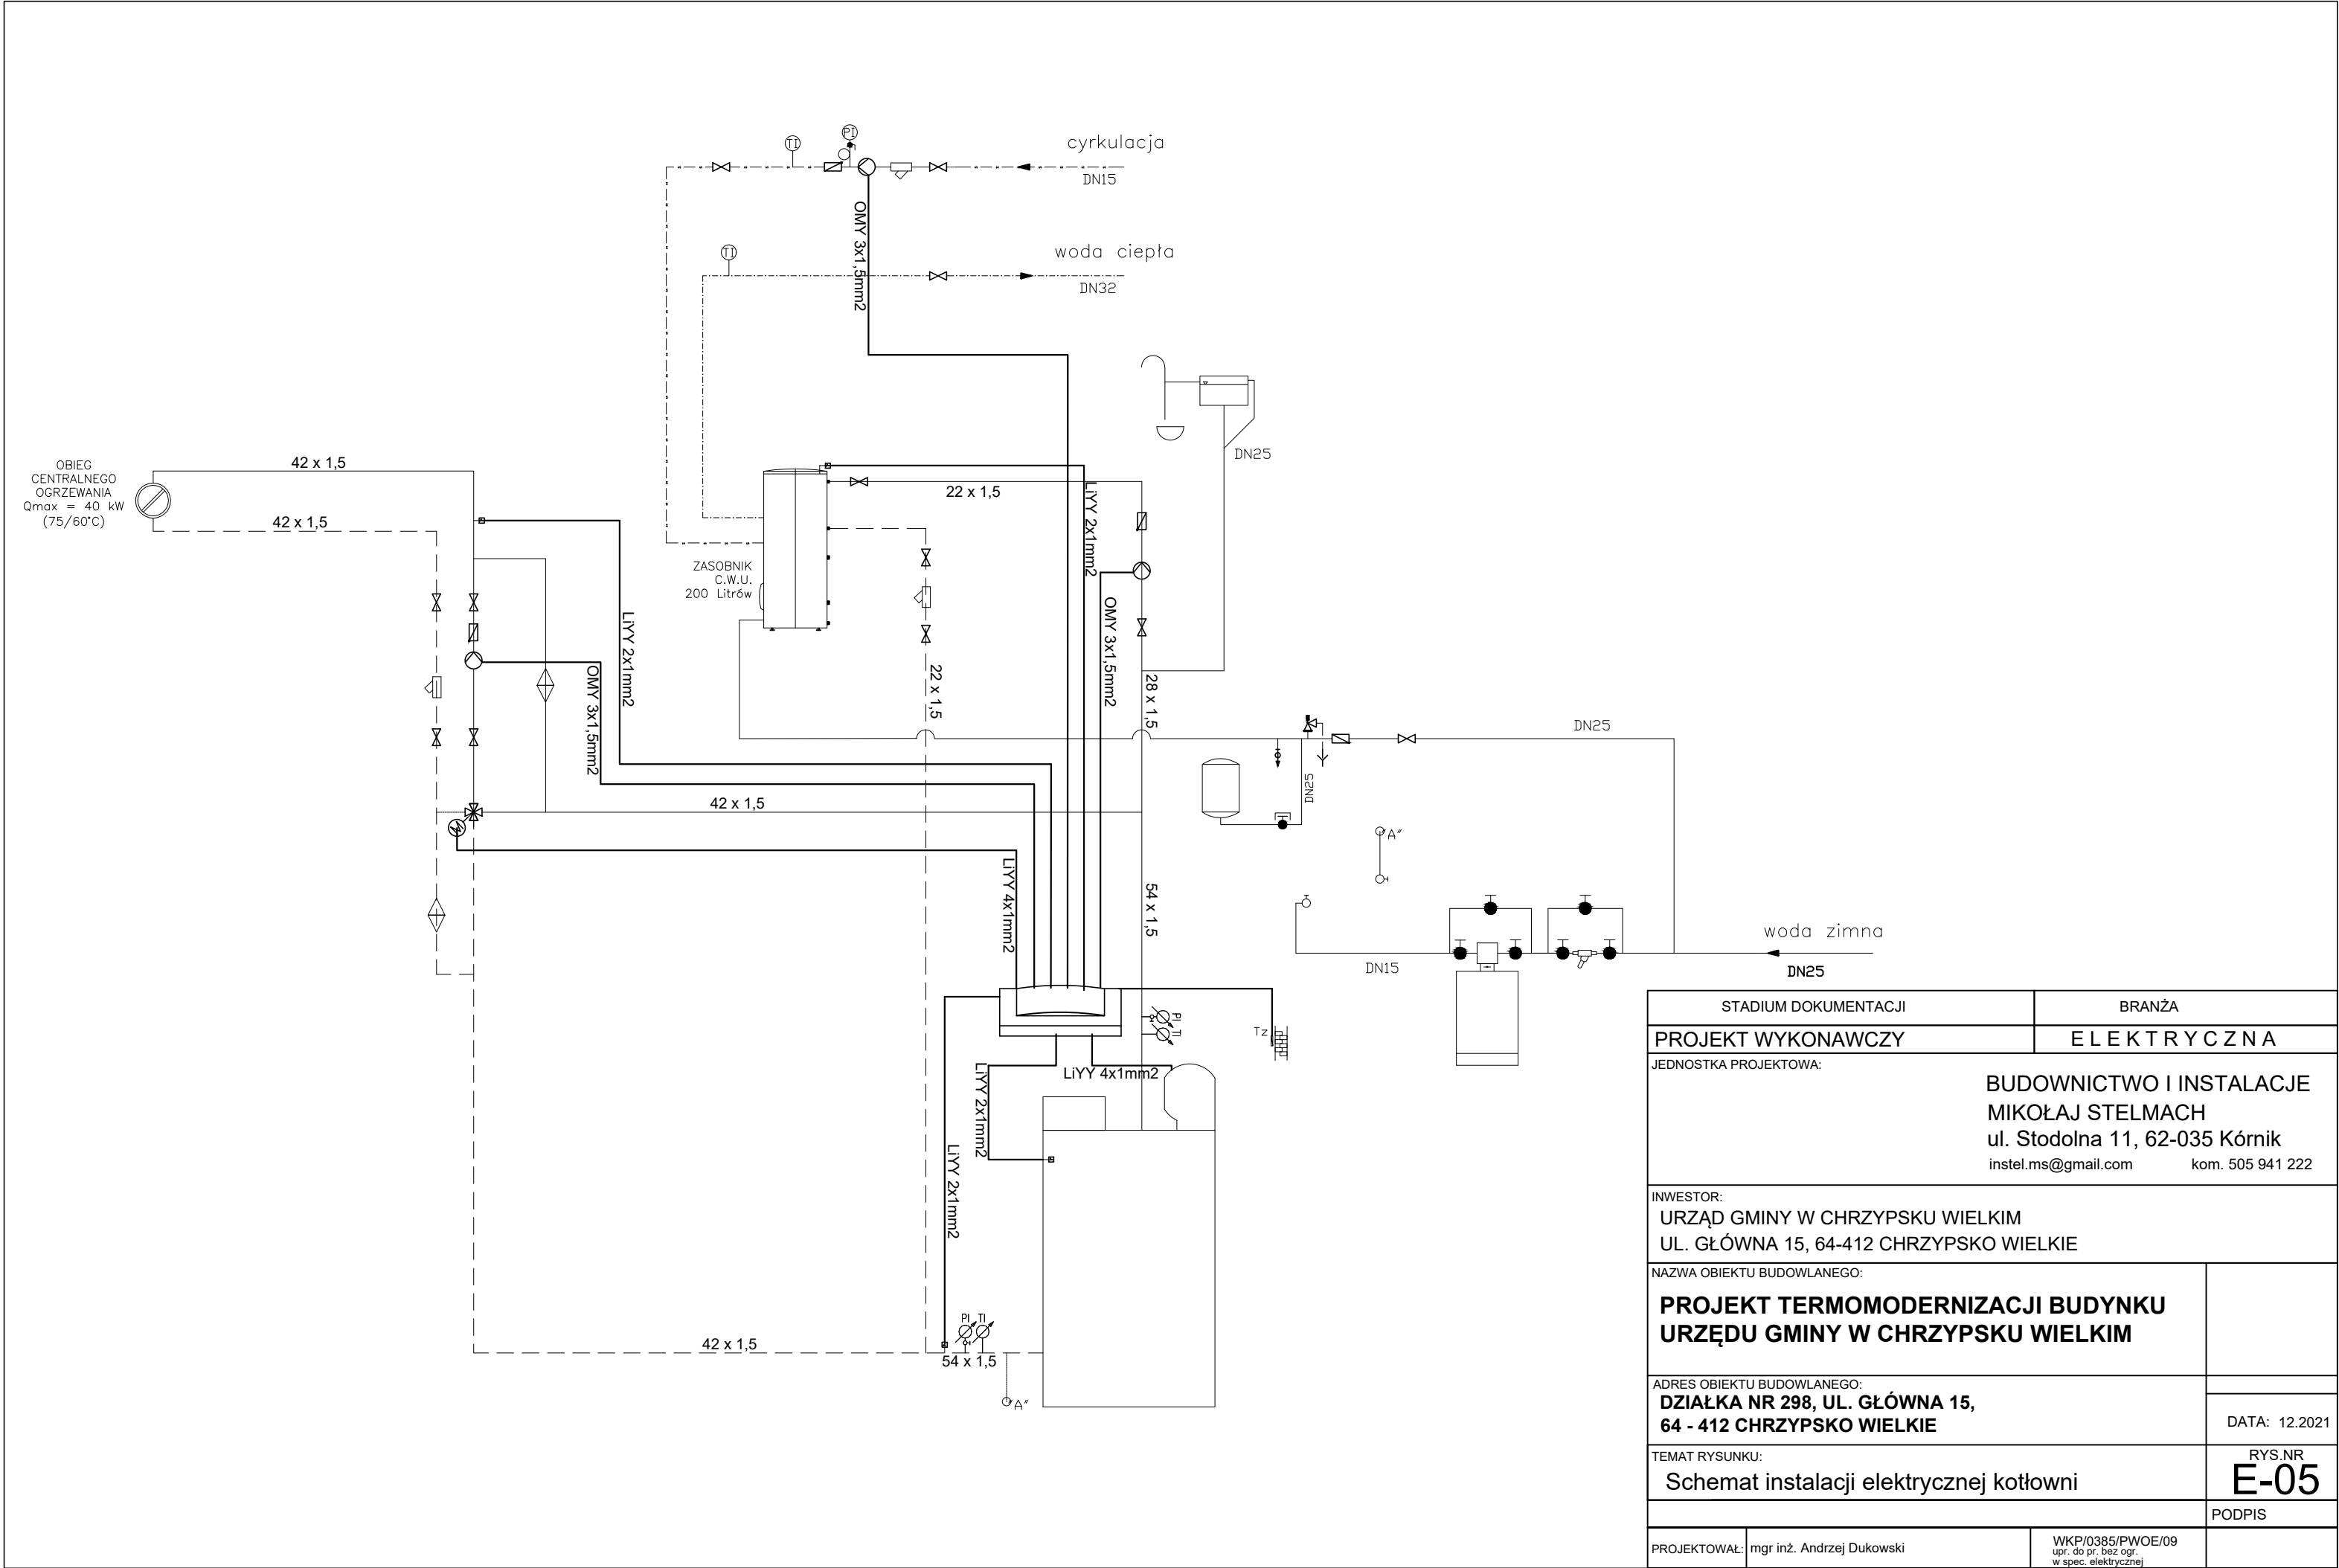 TI
PI
cyrkulacja
DN15
OMY 3x1,5mm2
TI
woda ciepła
DN32
DN25
OBIEG
CENTRALNEGO
OGRZEWANIA
Qmax = 40 kW
(75/60°C)
42 x 1,5
42 x 1,5
22 x 1,5
LiYY 2x1mm2
ZASOBNIK
C.W.U.
200 Litrów
LiYY 2x1mm2
OMY 3x1,5mm2
OMY 3x1,5mm2
22 x 1,5
28 x 1,5
DN25
DN25
42 x 1,5
"A"
LiYY 4x1mm2
54 x 1,5
woda zimna
DN15
DN25
PI
TI
Tz
LiYY 2x1mm2
LiYY 4x1mm2
LiYY 2x1mm2
PI
TI
42 x 1,5
54 x 1,5
"A"
STADIUM DOKUMENTACJI
BRANŻA
PROJEKT WYKONAWCZY
E L E K T R Y C Z N A
JEDNOSTKA PROJEKTOWA:
BUDOWNICTWO I INSTALACJE
MIKOŁAJ STELMACH
ul. Stodolna 11, 62-035 Kórnik
instel.ms@gmail.com kom. 505 941 222
INWESTOR:
URZĄD GMINY W CHRZYPSKU WIELKIM
UL. GŁÓWNA 15, 64-412 CHRZYPSKO WIELKIE
NAZWA OBIEKTU BUDOWLANEGO:
PROJEKT TERMOMODERNIZACJI BUDYNKU
URZĘDU GMINY W CHRZYPSKU WIELKIM
ADRES OBIEKTU BUDOWLANEGO:
DZIAŁKA NR 298, UL. GŁÓWNA 15,
64 - 412 CHRZYPSKO WIELKIE
DATA: 12.2021
TEMAT RYSUNKU:
Schemat instalacji elektrycznej kotłowni
RYS.NR
E-05
PODPIS
PROJEKTOWAŁ:
mgr inż. Andrzej Dukowski
WKP/0385/PWOE/09
upr. do pr. bez ogr.
w spec. elektrycznej